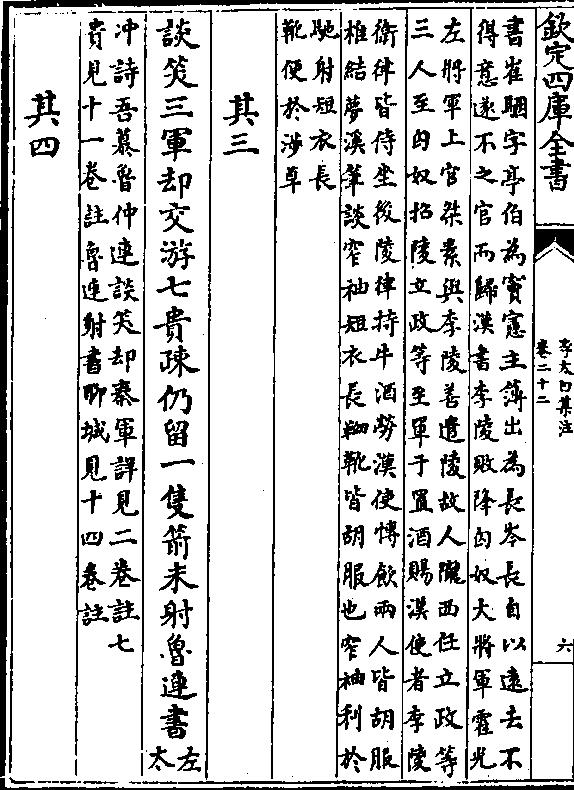 欽定四庫全書
李太白集注
卷二十二
六
書崔駰字亭伯為竇憲主簿出為長岑長自以遠去不
得意遂不之官而歸漢書李陵敗降匈奴大將軍霍光
左將軍上官桀素與李陵善遣陵故人隴西任立政等
三人至匈奴招陵立政等至單于置酒賜漢使者李陵
衛律皆侍坐後陵律持牛酒勞漢使慱飲兩人皆胡服
椎結夢溪筆談窄袖短衣長靿靴皆胡服也窄袖利於
馳射短衣長
靴便於涉草
其三
談笑三軍却交游七貴疎仍留一隻箭未射魯連書左太
沖詩吾慕魯仲連談笑却秦軍詳見二卷註七
貴見十一卷註魯連射書聊城見十四卷註
其四